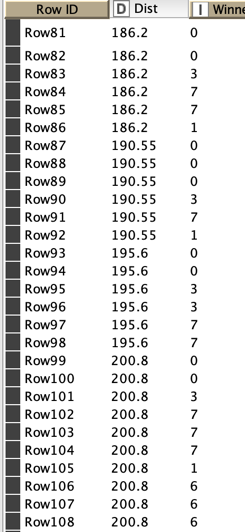 Row ID D Dist I Winne
Row81 186.2 0
Row82 186.2 0
Row83 186.2 3
Row84 186.2 7
Row85 186.2 7
Row86 186.2 1
Row87 190.55 0
Row88 190.55 0
Row89 190.55 0
Row90 190.55 3
Row91 190.55 7
Row92 190.55 1
Row93 195.6 0
Row94 195.6 0
Row95 195.6 3
Row96 195.6 3
Row97 195.6 7
Row98 195.6 7
Row99 200.8 0
Row100 200.8 0
Row101 200.8 3
Row102 200.8 7
Row103 200.8 7
Row104 200.8 7
Row105 200.8 1
Row106 200.8 6
Row107 200.8 6
Row108 200.8 6